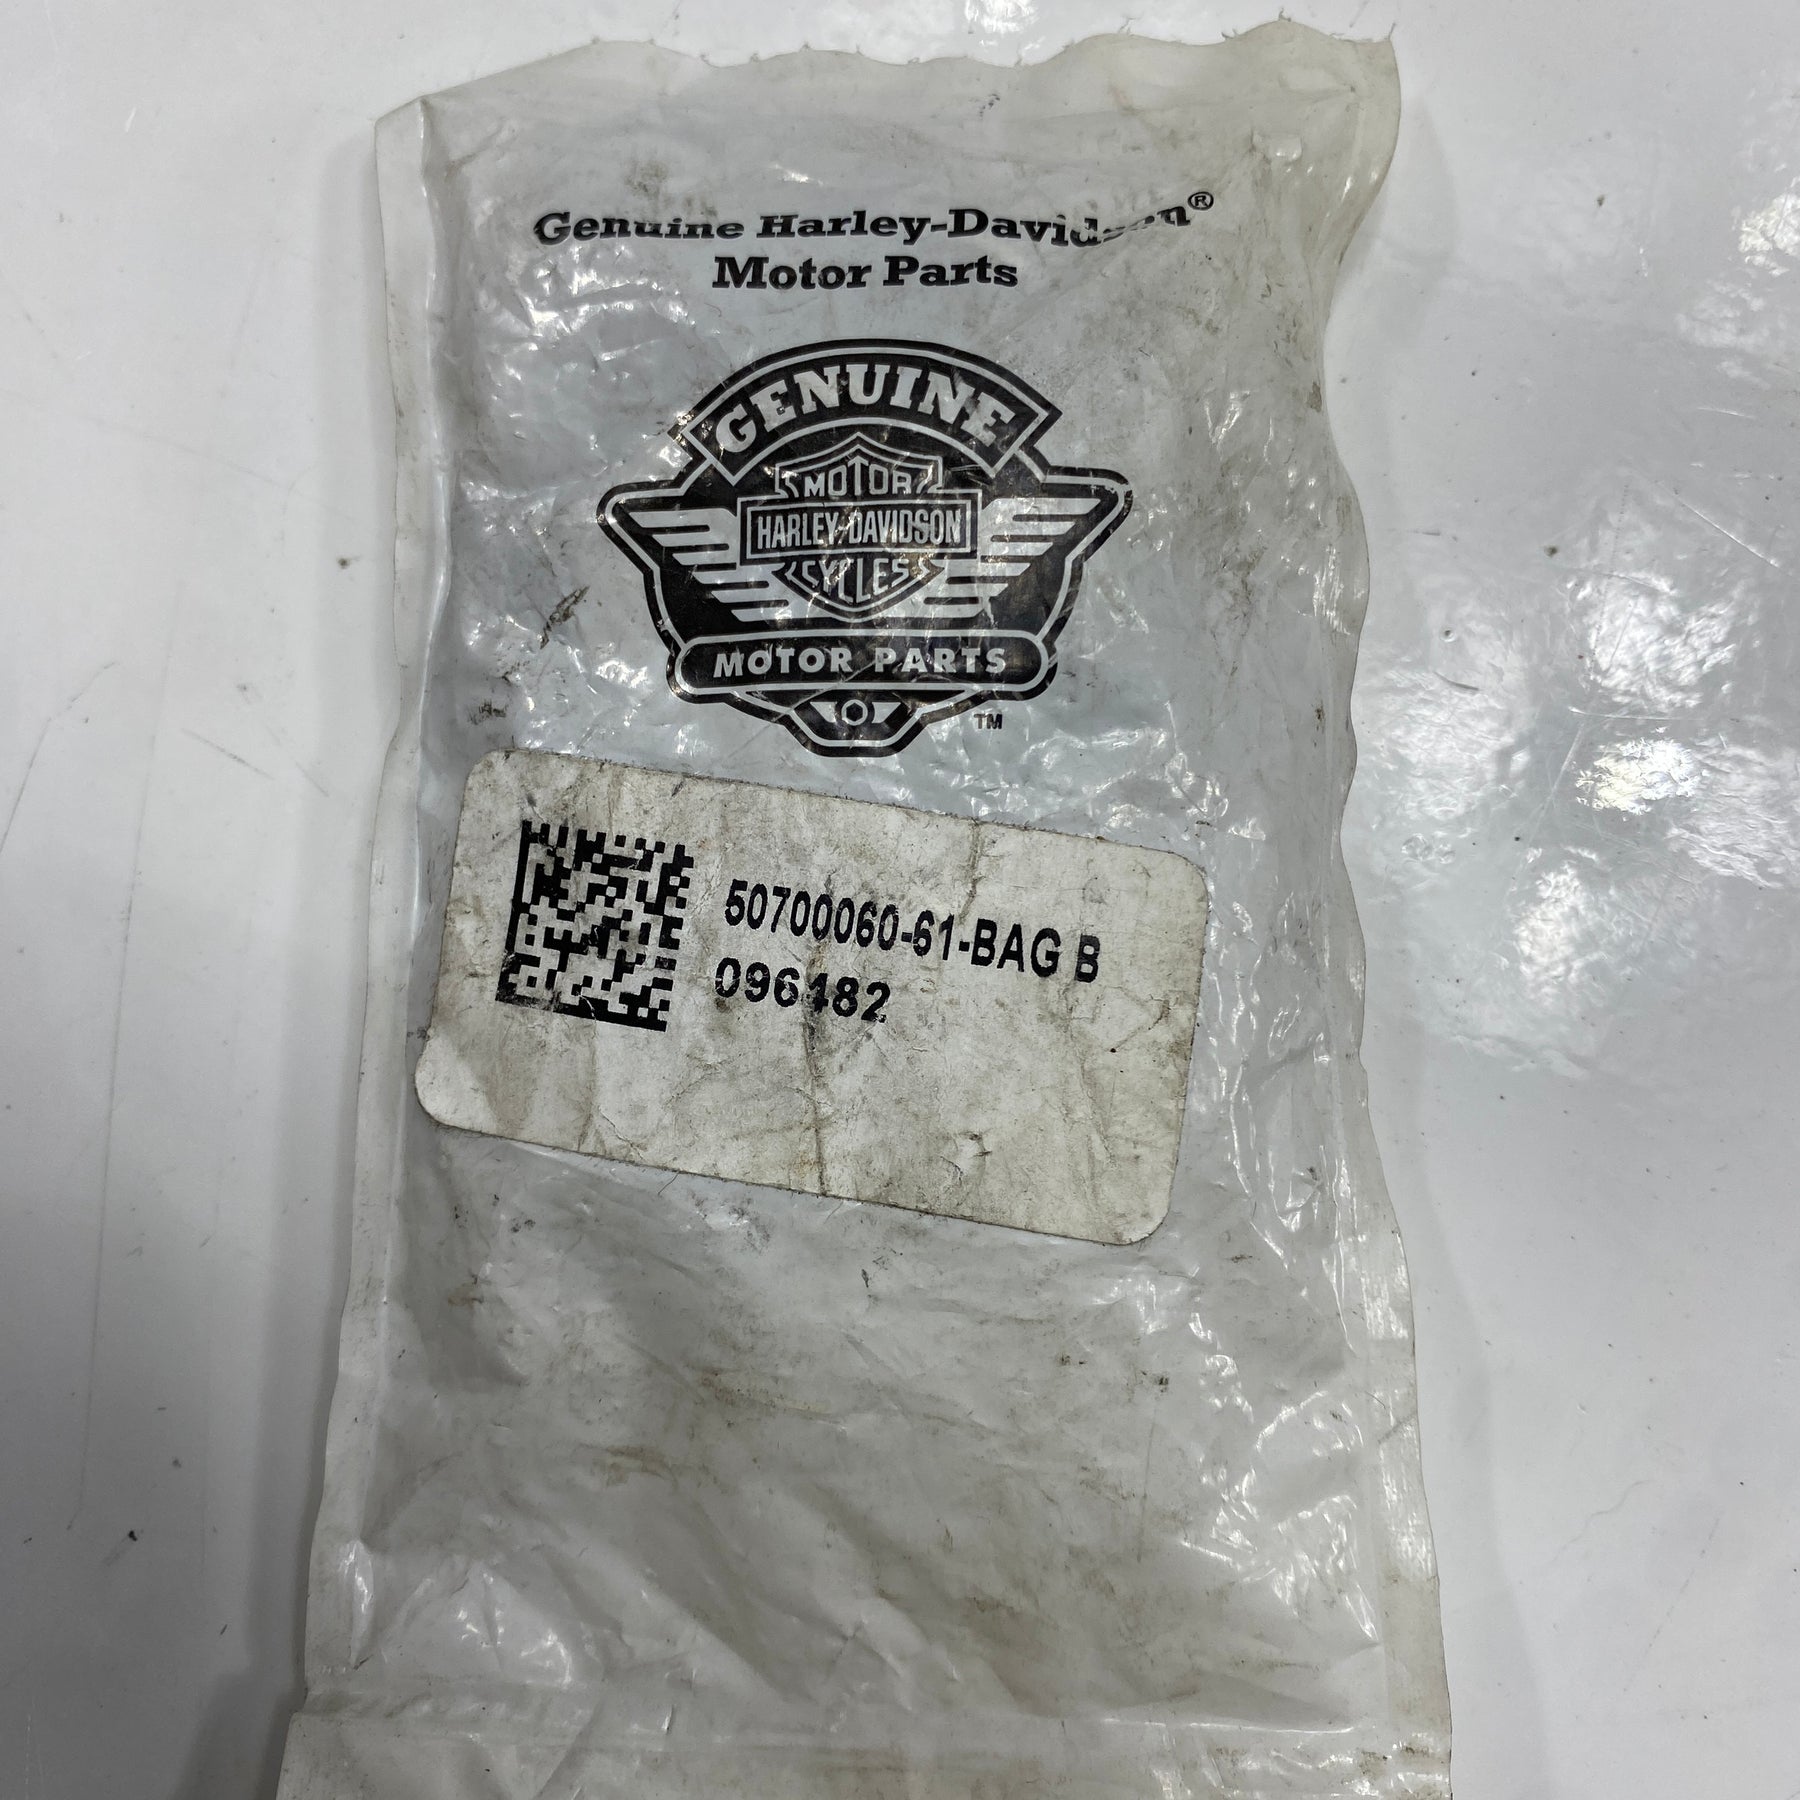 Genuine Harley-Davidson®
Motor Parts
GENUINE
MOTOR
HARLEY-DAVIDSON
CYCLES
MOTOR PARTS
TM
50700060-61-BAG B
096482